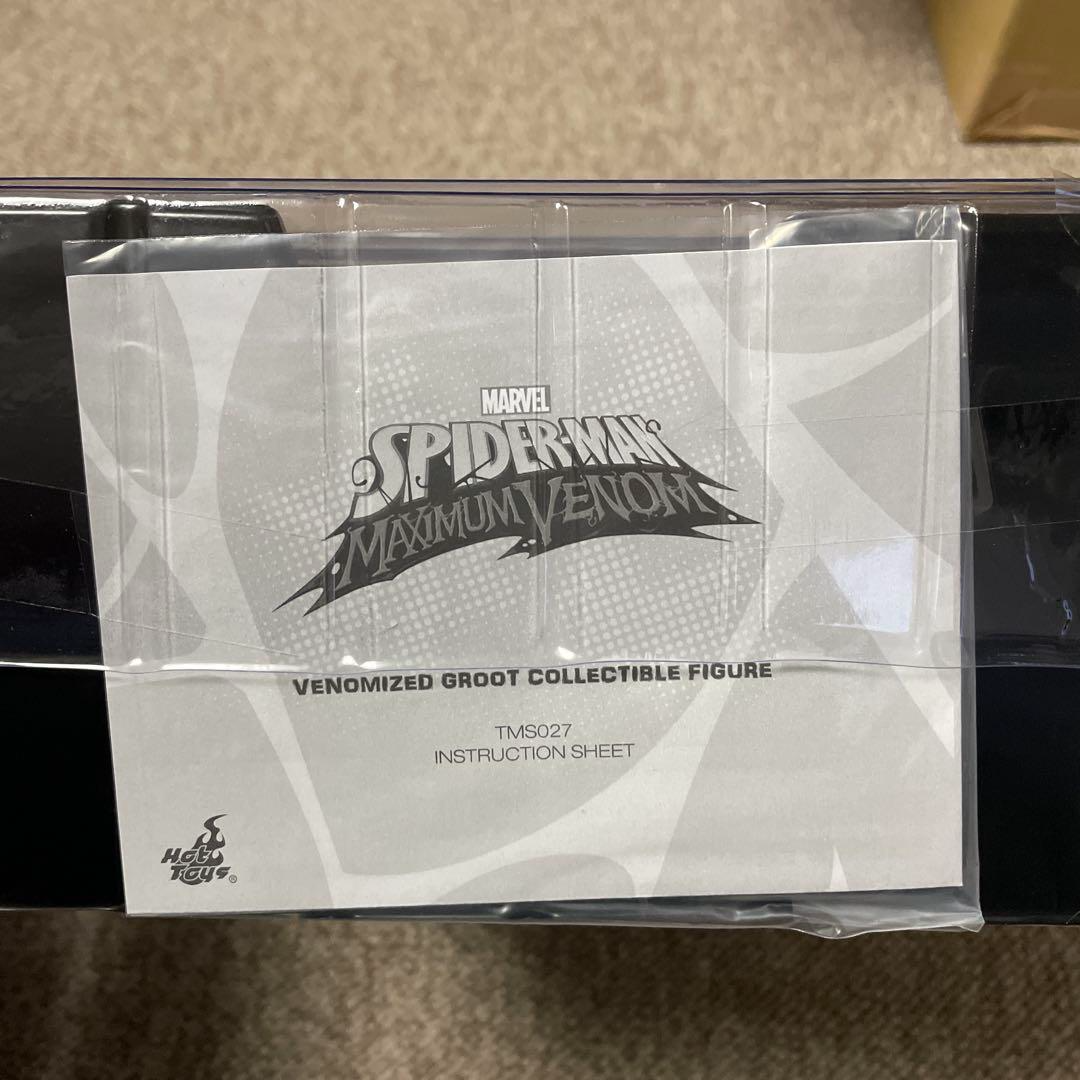 MARVEL
SPIDER-MAN
MAXIMUM VENOM
VENOMIZED GROOT COLLECTIBLE FIGURE
TMS027
INSTRUCTION SHEET
Hot
Toys®